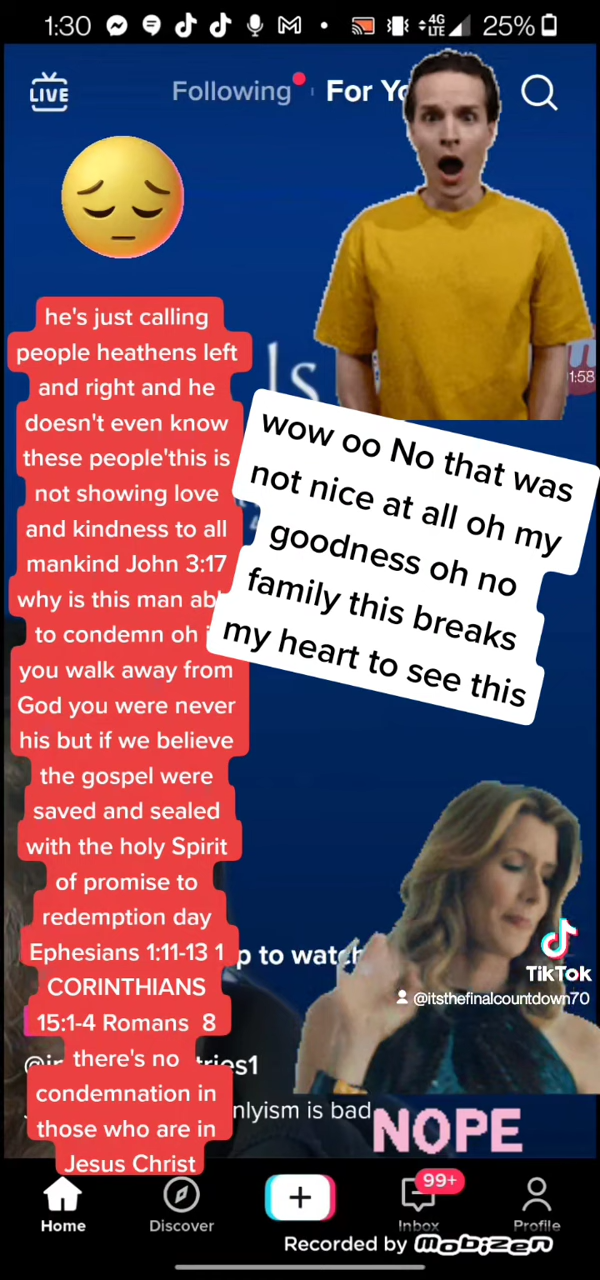 1:30
4G
LTE
25%
LIVE
Following
For Yo
he's just calling
people heathens left
and right and he
doesn't even know
these people'this is
not showing love
and kindness to all
mankind John 3:17
why is this man ab
to condemn oh
you walk away from
God you were never
his but if we believe
the gospel were
saved and sealed
with the holy Spirit
of promise to
redemption day
Ephesians 1:11-13 1
CORINTHIANS
15:1-4 Romans 8
there's no
condemnation in
those who are in
Jesus Christ
ls
1:58
wow oo No that was
not nice at all oh my
goodness oh no
family this breaks
my heart to see this
p to watch
TikTok
@itsthefinalcountdown70
tries1
nlyism is bad
NOPE
Home
Discover
99+
Inbox
Profile
Recorded by mobizen